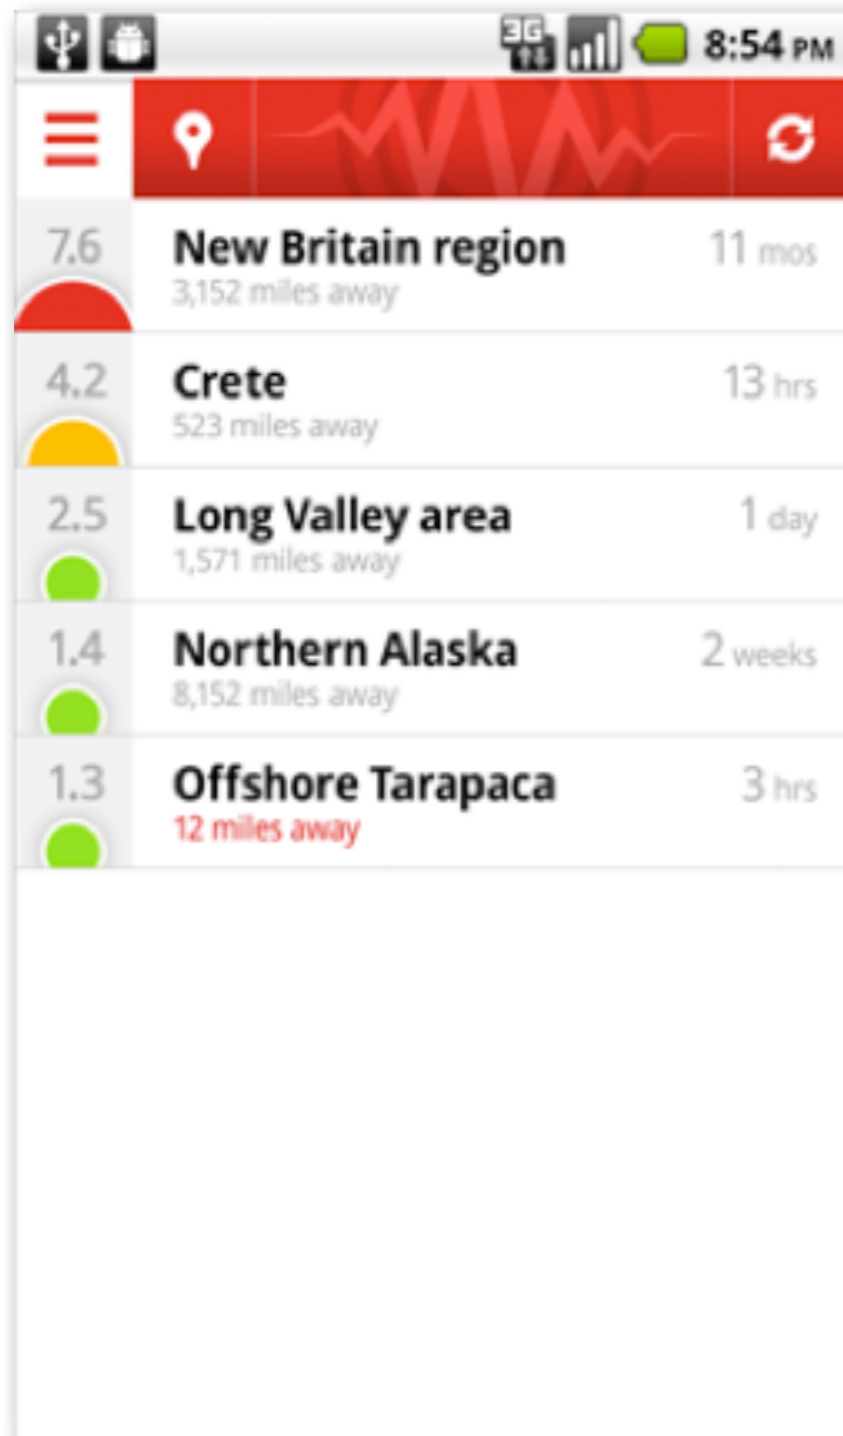 3G 8:54 PM
7.6 New Britain region 11 mos
3,152 miles away
4.2 Crete 13 hrs
523 miles away
2.5 Long Valley area 1 day
1,571 miles away
1.4 Northern Alaska 2 weeks
8,152 miles away
1.3 Offshore Tarapaca 3 hrs
12 miles away